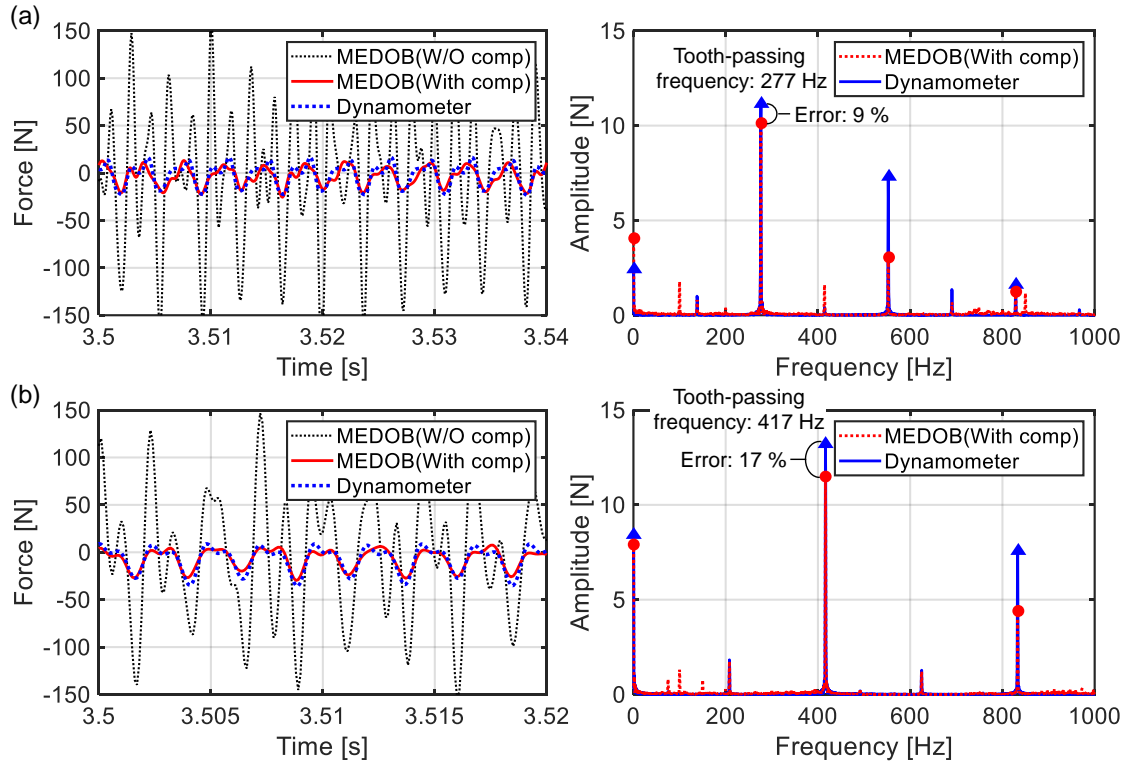 (a)
150
100
50
0
-50
-100
-150
3.5
3.51
3.52
3.53
3.54
Force [N]
Time [s]
MEDOB(W/O comp)
MEDOB(With comp)
Dynamometer
15
10
5
0
0
200
400
600
800
1000
Amplitude [N]
Frequency [Hz]
Tooth-passing
frequency: 277 Hz
Error: 9 %
MEDOB(With comp)
Dynamometer
(b)
150
100
50
0
-50
-100
-150
3.5
3.505
3.51
3.515
3.52
Force [N]
Time [s]
MEDOB(W/O comp)
MEDOB(With comp)
Dynamometer
15
10
5
0
0
200
400
600
800
1000
Amplitude [N]
Frequency [Hz]
Tooth-passing
frequency: 417 Hz
Error: 17 %
MEDOB(With comp)
Dynamometer